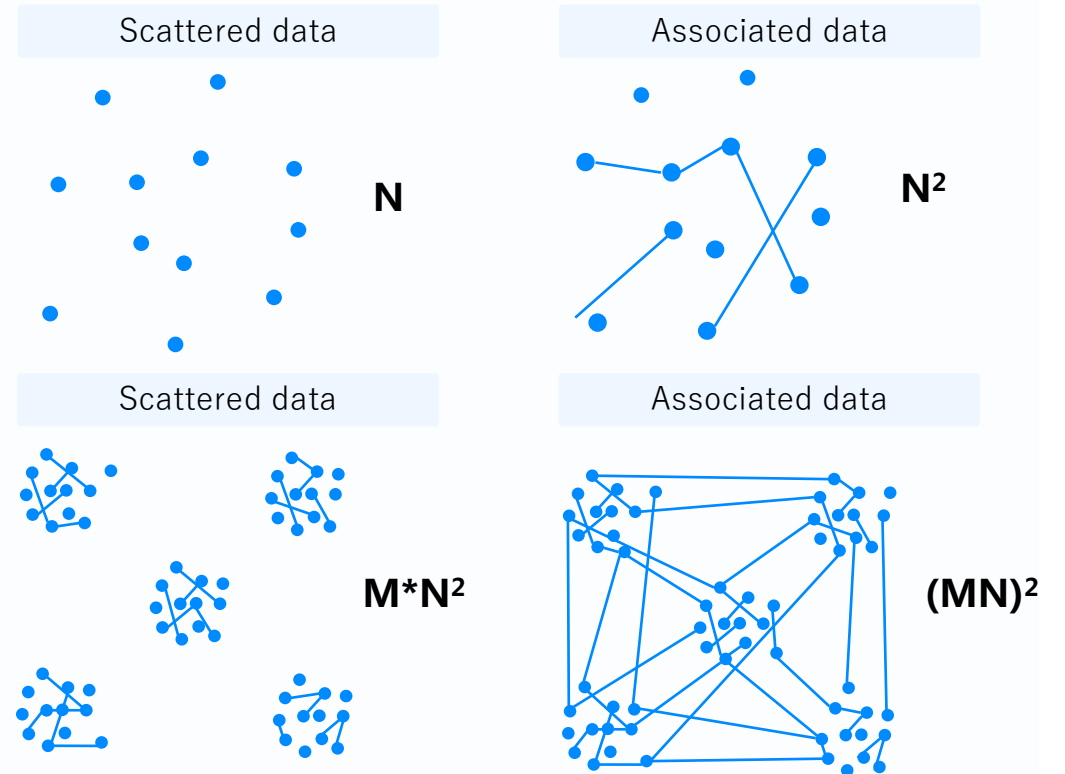 Scattered data
Associated data
N
N²
Scattered data
Associated data
M*N²
(MN)²